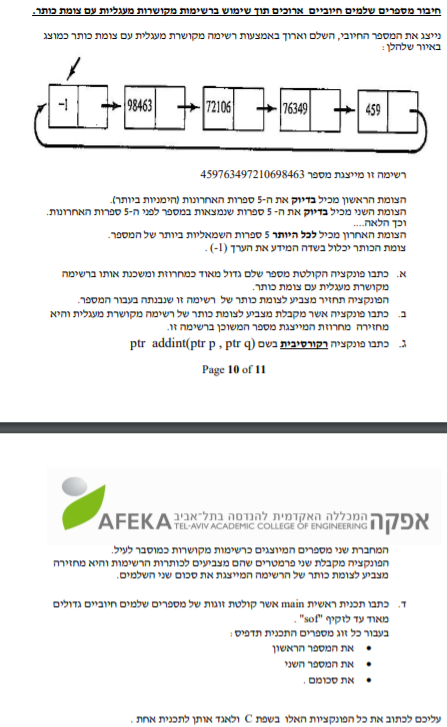 חיבור מספרים שלמים חיוביים ארוכים תוך שימוש ברשימות מקושרות מעגליות עם צומת כותר.
נייצג את המספר החיובי, השלם וארוך באמצעות רשימה מקושרת מעגלית עם צומת כותר כמוצג
באיור שלהלן :
-1 98463 72106 76349 459
רשימה זו מייצגת מספר 459763497210698463
הצומת הראשון מכיל בדיוק את ה-5 ספרות האחרונות (הימניות ביותר).
הצומת השני מכיל בדיוק את ה- 5 ספרות שנמצאות במספר לפני ה-5 ספרות האחרונות.
וכך הלאה....
הצומת האחרון מכיל לכל היותר 5 ספרות השמאליות ביותר של המספר.
צומת הכותר יכלול בשדה המידע את הערך (1-) .
א. כתבו פונקציה הקולטת מספר שלם גדול מאוד כמחרוזת ומשכנת אותו ברשימה
מקושרת מעגלית עם צומת כותר.
הפונקציה תחזיר מצביע לצומת כותר של רשימה זו שנבנתה בעבור המספר.
ב. כתבו פונקציה אשר מקבלת מצביע לצומת כותר של רשימה מקושרת מעגלית והיא
מחזירה מחרוזת המייצגת מספר המשוכן ברשימה זו.
ג. כתבו פונקציה רקורסיבית בשם ptr addint(ptr p , ptr q)
Page 10 of 11
אפקה המכללה האקדמית להנדסה בתל־אביב
AFEKA TEL-AVIV ACADEMIC COLLEGE OF ENGINEERING
המחברת שני מספרים המיוצגים כרשימות מקושרות כמוסבר לעיל.
הפונקציה מקבלת שני פרמטרים שהם מצביעים לכותרות הרשימות והיא מחזירה
מצביע לצומת כותר של הרשימה המייצגת את סכום שני השלמים.
ד. כתבו תכנית ראשית main אשר קולטת זוגות של מספרים שלמים חיוביים גדולים
מאוד עד לזקיף "sof" .
בעבור כל זוג מספרים התכנית תדפיס :
• את המספר הראשון
• את המספר השני
• את סכומם .
עליכם לכתוב את כל הפונקציות האלו בשפת C ולאגד אותן לתכנית אחת .